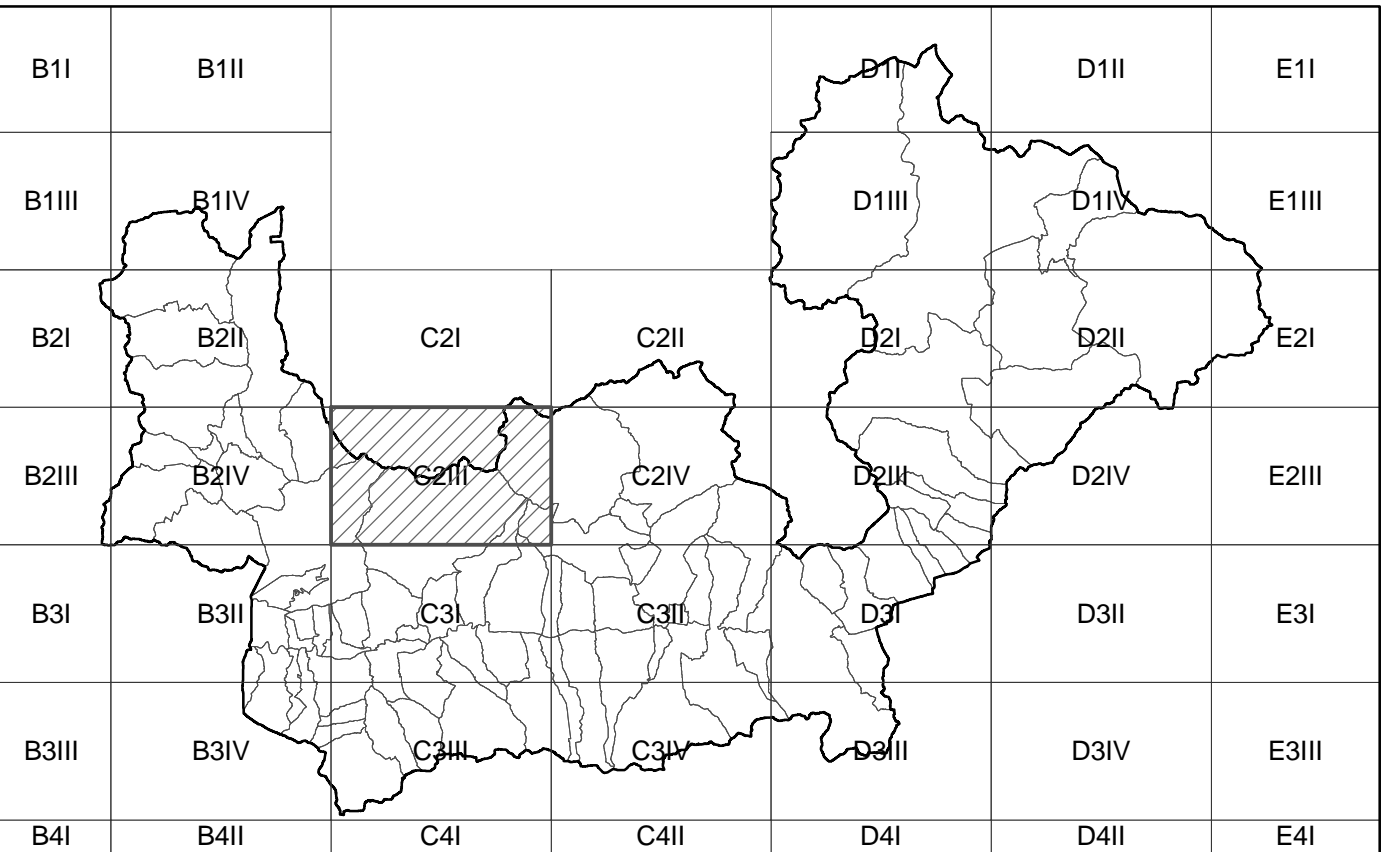 B1I B1II D1II D1II E1I
B1III B1IV D1III D1IV E1III
B2I B2II C2I C2II D2I D2II E2I
B2III B2IV C2III C2IV D2III D2IV E2III
B3I B3II C3I C3II D3I D3II E3I
B3III B3IV C3III C3IV D3III D3IV E3III
B4I B4II C4I C4II D4I D4II E4I